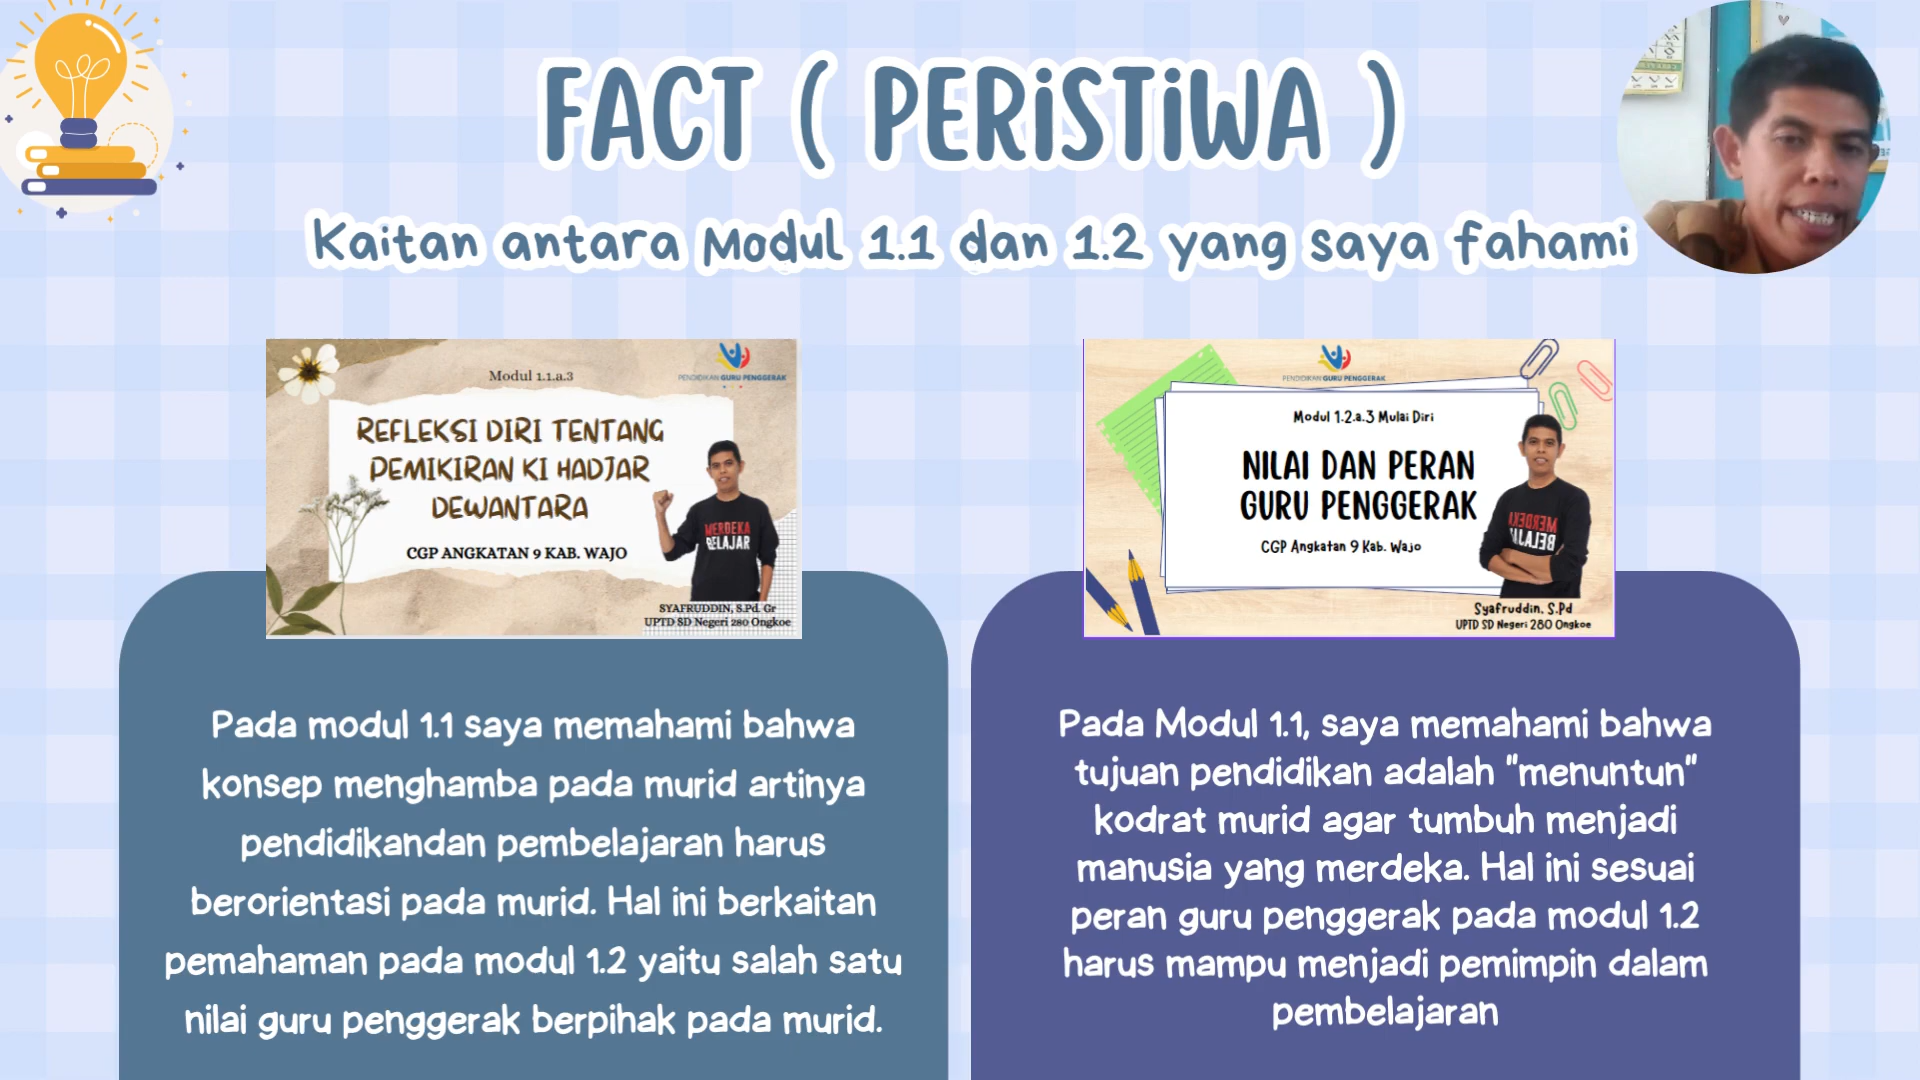 FACT ( PERISTIWA )
Kaitan antara Modul 1.1 dan 1.2 yang saya fahami
PENDIDIKAN GURU PENGGERAK
Modul 1.1.a.3
REFLEKSI DIRI TENTANG
PEMIKIRAN KI HADJAR
DEWANTARA
CGP ANGKATAN 9 KAB. WAJO
MERDEKA
BELAJAR
SYAFRUDDIN, S.Pd. Gr
UPTD SD Negeri 280 Ongkoe
PENDIDIKAN GURU PENGGERAK
Modul 1.2.a.3 Mulai Diri
NILAI DAN PERAN
GURU PENGGERAK
CGP Angkatan 9 Kab. Wajo
MERDEKA
BELAJAR
Syafruddin, S.Pd
UPTD SD Negeri 280 Ongkoe
Pada modul 1.1 saya memahami bahwa
konsep menghamba pada murid artinya
pendidikandan pembelajaran harus
berorientasi pada murid. Hal ini berkaitan
pemahaman pada modul 1.2 yaitu salah satu
nilai guru penggerak berpihak pada murid.
Pada Modul 1.1, saya memahami bahwa
tujuan pendidikan adalah "menuntun"
kodrat murid agar tumbuh menjadi
manusia yang merdeka. Hal ini sesuai
peran guru penggerak pada modul 1.2
harus mampu menjadi pemimpin dalam
pembelajaran